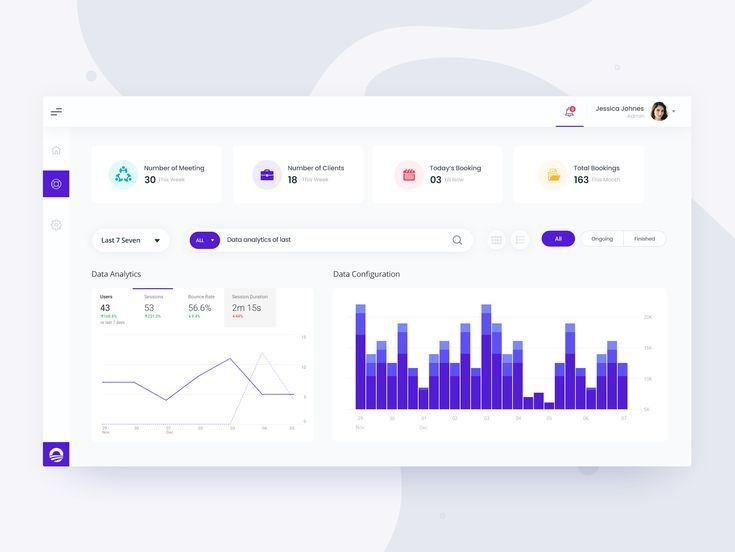 Jessica Johnes
Admin
Number of Meeting
30 This Week
Number of Clients
18 This Week
Today's Booking
03 Till Now
Total Bookings
163 This Month
Last 7 Seven
ALL
Data analytics of last
All
Ongoing
Finished
Data Analytics
Users
43
168.8%
vs last 7 days
Sessions
53
231.2%
Bounce Rate
56.6%
9.4%
Session Duration
2m 15s
44%
15
10
5
0
29 30 01 02 03 04 05
Nov Dec
Data Configuration
20K
15K
10K
5K
29 30 01 02 03 04 05 06 07
Nov Dec